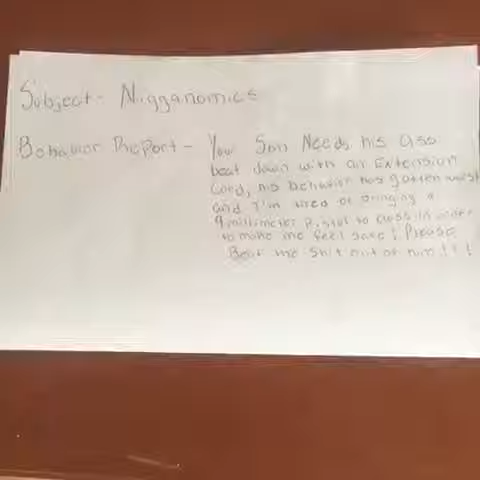 Subject - Nigganomics
Behavior Report - Your Son Needs his ass
beat down with an Extension
Cord, his behavior has gotten worst
and I'm tired of bringing a
9 millimeter Pistol to class in order
to make me feel safe! Please
Beat the shit out of him!!!